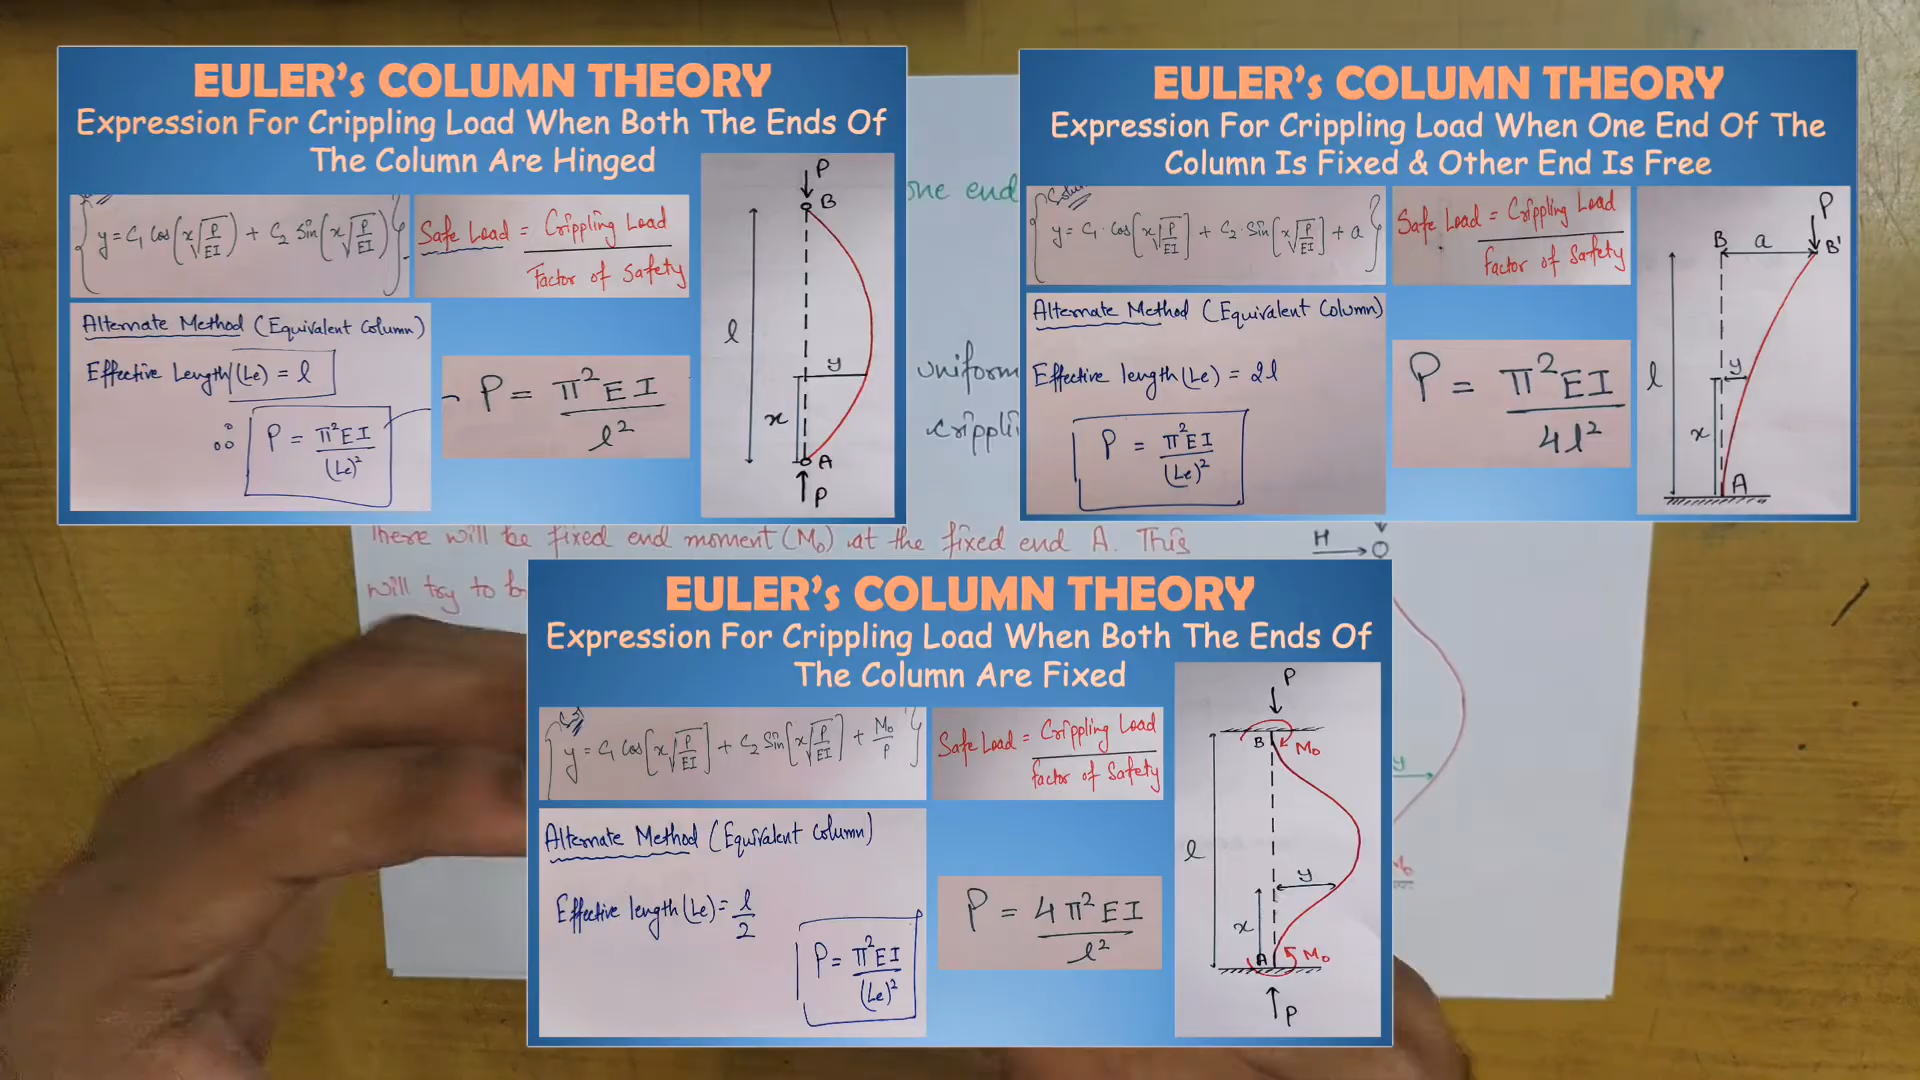 EULER's COLUMN THEORY
Expression For Crippling Load When Both The Ends Of
The Column Are Hinged
y = C₁ Cos(x√P/EI) + C₂ Sin(x√P/EI)
Safe Load = Crippling Load
Factor of Safety
Alternate Method (Equivalent Column)
Effective Length (Le) = l
∴ P = π²EI
(Le)²
P = π²EI
l²
P
B
l
y
x
A
P
EULER's COLUMN THEORY
Expression For Crippling Load When One End Of The
Column Is Fixed & Other End Is Free
y = C₁·Cos[x√P/EI] + C₂·Sin[x√P/EI] + a
Safe Load = Crippling Load
factor of Safety
Alternate Method (Equivalent Column)
Effective length (Le) = 2l
P = π²EI
(Le)²
P = π²EI
4l²
P
B a B'
l
y
x
A
one end
uniform
crippli
There will be fixed end moment (M₀) at the fixed end A. This
will try to
H
y
EULER's COLUMN THEORY
Expression For Crippling Load When Both The Ends Of
The Column Are Fixed
y = C₁ Cos[x√P/EI] + C₂ Sin[x√P/EI] + M₀/P
Safe Load = Crippling Load
factor of Safety
Alternate Method (Equivalent Column)
Effective length (Le) = l
2
P = π²EI
(Le)²
P = 4π²EI
l²
P
B M₀
l
y
x
A M₀
P